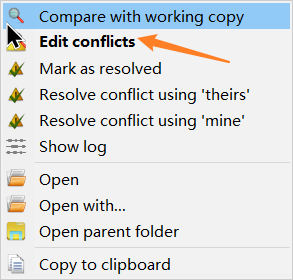 Compare with working copy
Edit conflicts
Mark as resolved
Resolve conflict using 'theirs'
Resolve conflict using 'mine'
Show log
Open
Open with...
Open parent folder
Copy to clipboard